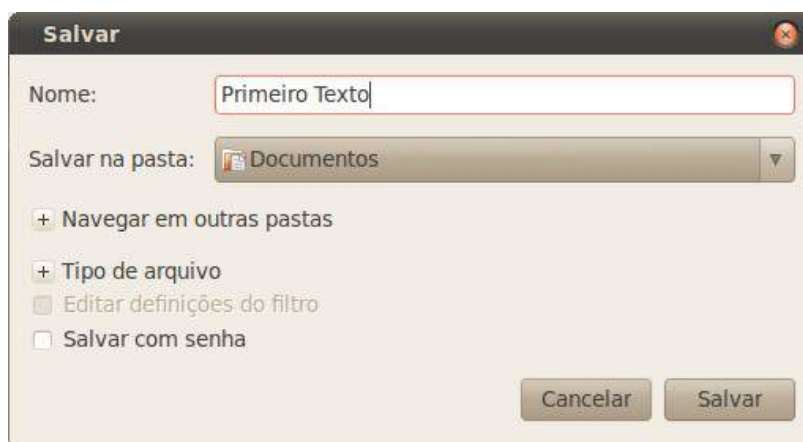 Salvar
Nome: Primeiro Texto
Salvar na pasta: Documentos
+ Navegar em outras pastas
+ Tipo de arquivo
Editar definições do filtro
Salvar com senha
Cancelar Salvar